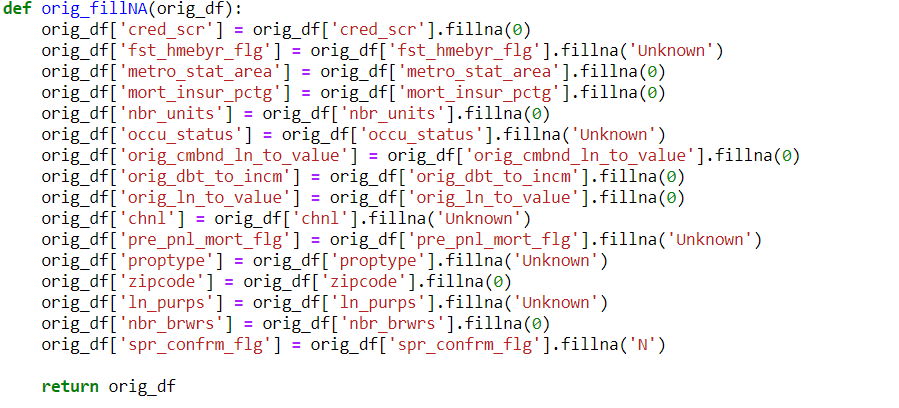 def orig_fillNA(orig_df):
    orig_df['cred_scr'] = orig_df['cred_scr'].fillna(0)
    orig_df['fst_hmebyr_flg'] = orig_df['fst_hmebyr_flg'].fillna('Unknown')
    orig_df['metro_stat_area'] = orig_df['metro_stat_area'].fillna(0)
    orig_df['mort_insur_pctg'] = orig_df['mort_insur_pctg'].fillna(0)
    orig_df['nbr_units'] = orig_df['nbr_units'].fillna(0)
    orig_df['occu_status'] = orig_df['occu_status'].fillna('Unknown')
    orig_df['orig_cmbnd_ln_to_value'] = orig_df['orig_cmbnd_ln_to_value'].fillna(0)
    orig_df['orig_dbt_to_incm'] = orig_df['orig_dbt_to_incm'].fillna(0)
    orig_df['orig_ln_to_value'] = orig_df['orig_ln_to_value'].fillna(0)
    orig_df['chnl'] = orig_df['chnl'].fillna('Unknown')
    orig_df['pre_pnl_mort_flg'] = orig_df['pre_pnl_mort_flg'].fillna('Unknown')
    orig_df['proptype'] = orig_df['proptype'].fillna('Unknown')
    orig_df['zipcode'] = orig_df['zipcode'].fillna(0)
    orig_df['ln_purps'] = orig_df['ln_purps'].fillna('Unknown')
    orig_df['nbr_brwrs'] = orig_df['nbr_brwrs'].fillna(0)
    orig_df['spr_confrm_flg'] = orig_df['spr_confrm_flg'].fillna('N')
    return orig_df